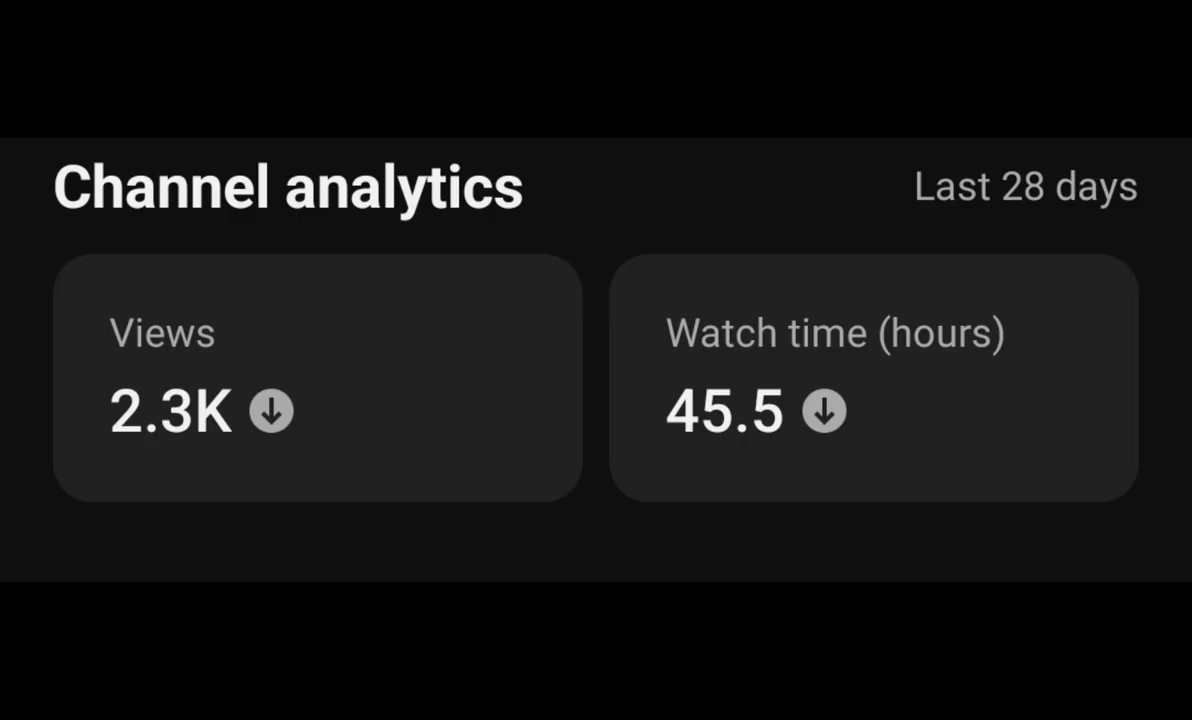 Channel analytics
Last 28 days
Views
2.3K
Watch time (hours)
45.5